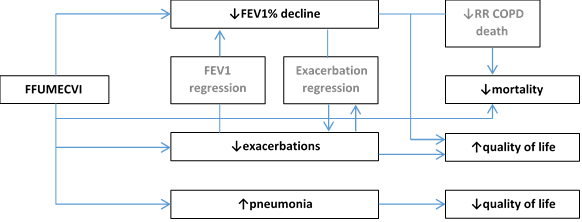 ↓FEV1% decline
↓RR COPD
death
FEV1
regression
Exacerbation
regression
FFUMECVI
↓mortality
↓exacerbations
↑quality of life
↑pneumonia
↓quality of life